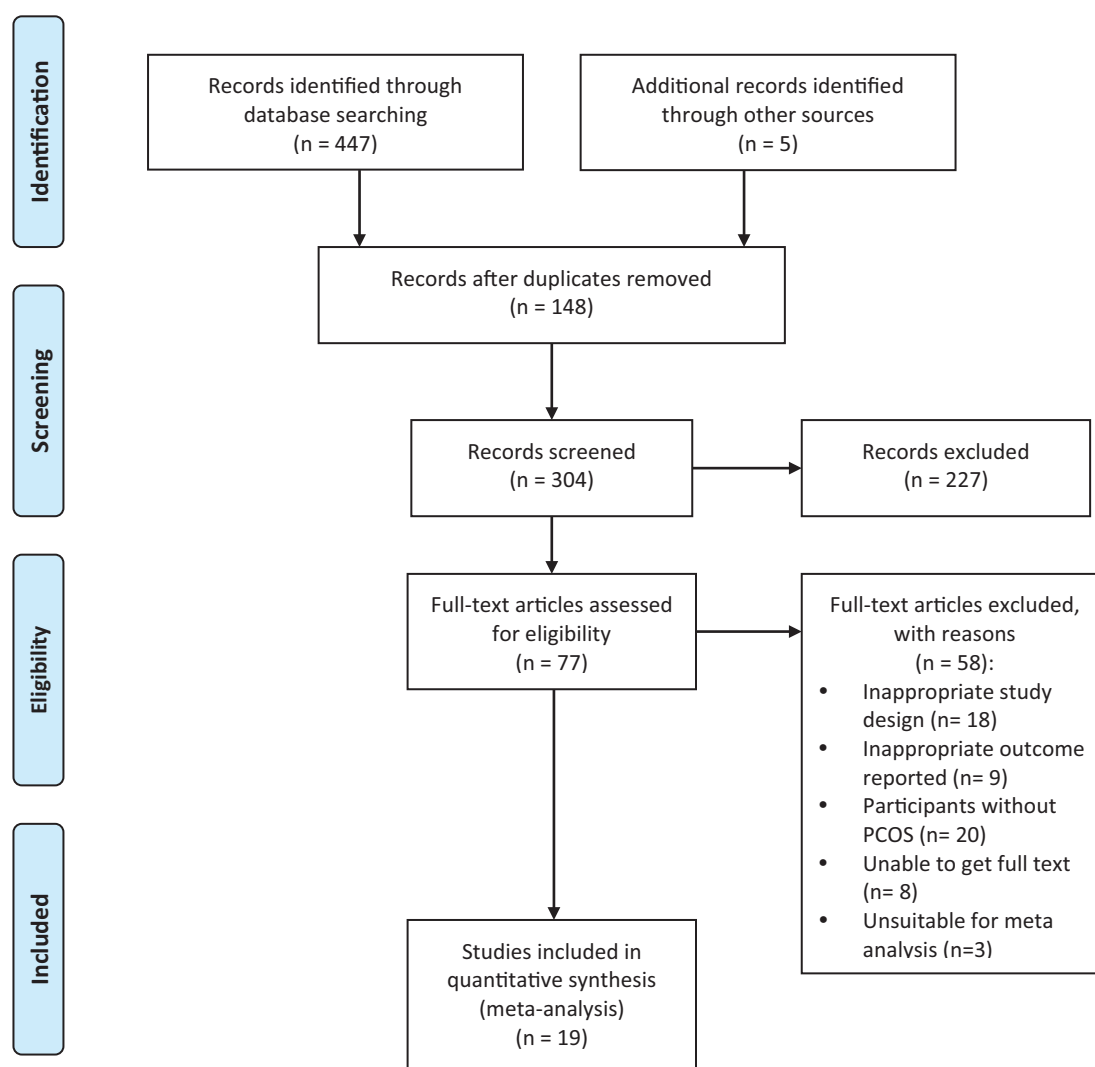 Identification
Records identified through
database searching
(n = 447)
Additional records identified
through other sources
(n = 5)
Records after duplicates removed
(n = 148)
Screening
Records screened
(n = 304)
Records excluded
(n = 227)
Eligibility
Full-text articles assessed
for eligibility
(n = 77)
Full-text articles excluded,
with reasons
(n = 58):
• Inappropriate study
design (n= 18)
• Inappropriate outcome
reported (n= 9)
• Participants without
PCOS (n= 20)
• Unable to get full text
(n= 8)
• Unsuitable for meta
analysis (n=3)
Included
Studies included in
quantitative synthesis
(meta-analysis)
(n = 19)